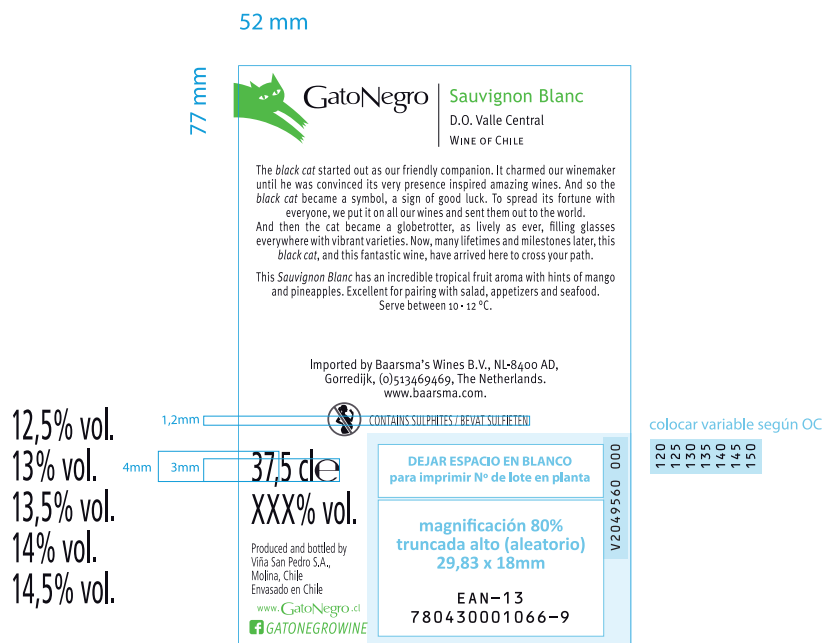 52 mm
77 mm
GatoNegro
Sauvignon Blanc
D.O. Valle Central
WINE OF CHILE
The black cat started out as our friendly companion. It charmed our winemaker
until he was convinced its very presence inspired amazing wines. And so the
black cat became a symbol, a sign of good luck. To spread its fortune with
everyone, we put it on all our wines and sent them out to the world.
And then the cat became a globetrotter, as lively as ever, filling glasses
everywhere with vibrant varieties. Now, many lifetimes and milestones later, this
black cat, and this fantastic wine, have arrived here to cross your path.
This Sauvignon Blanc has an incredible tropical fruit aroma with hints of mango
and pineapples. Excellent for pairing with salad, appetizers and seafood.
Serve between 10 • 12 °C.
Imported by Baarsma's Wines B.V., NL-8400 AD,
Gorredijk, (0)513469469, The Netherlands.
www.baarsma.com.
1,2mm
CONTAINS SULPHITES / BEVAT SULFIETEN
12,5% vol.
13% vol.
13,5% vol.
14% vol.
14,5% vol.
4mm
3mm
37,5 cl e
XXX% vol.
Produced and bottled by
Viña San Pedro S.A.,
Molina, Chile
Envasado en Chile
www.GatoNegro.cl
f GATONEGROWINE
DEJAR ESPACIO EN BLANCO
para imprimir Nº de lote en planta
magnificación 80%
truncada alto (aleatorio)
29,83 x 18mm
EAN-13
780430001066-9
V2049560 000
colocar variable según OC
120
125
130
135
140
145
150